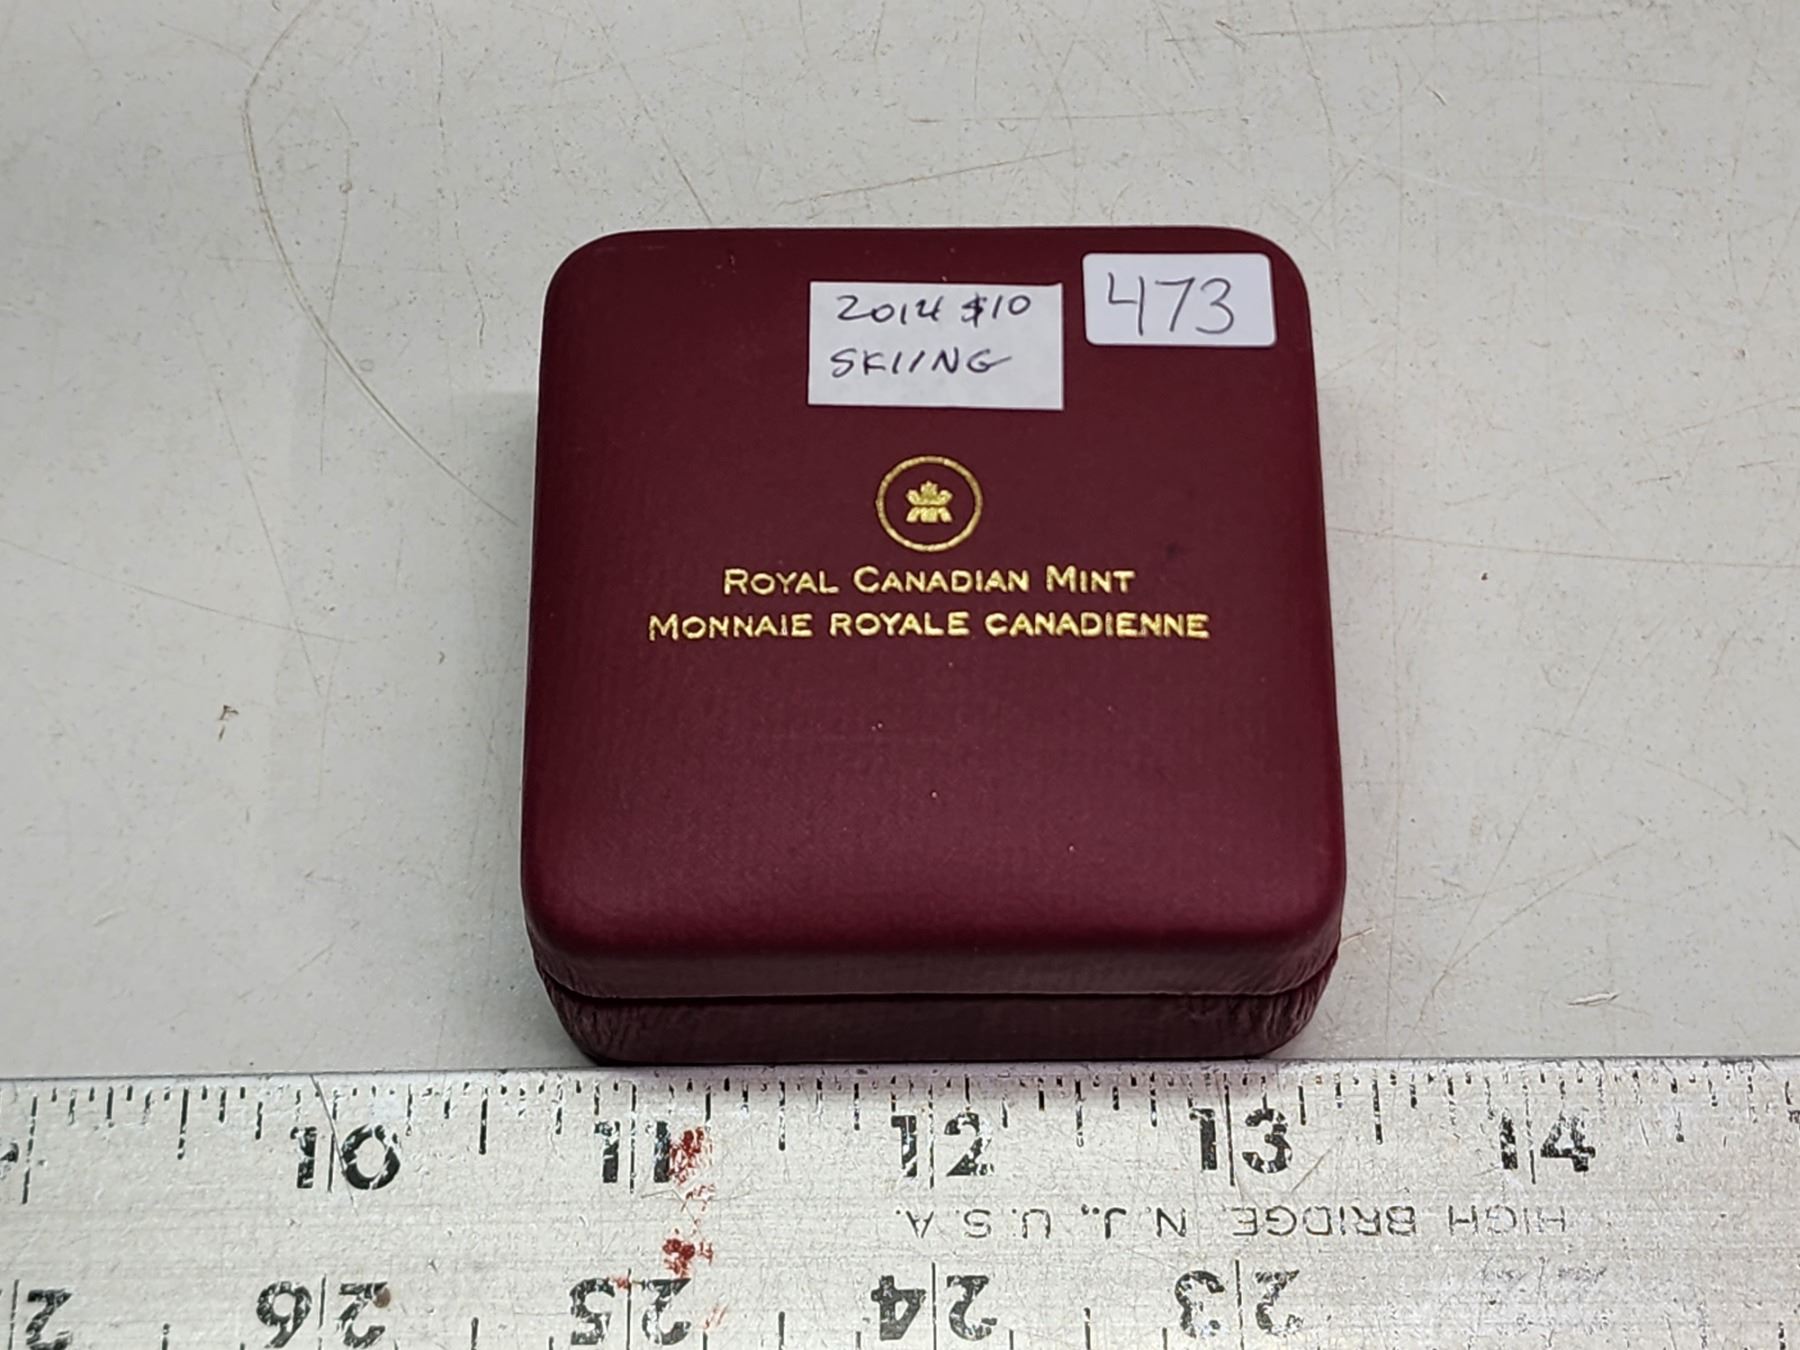 2014 $10
SKIING
473
ROYAL CANADIAN MINT
MONNAIE ROYALE CANADIENNE
10 11 12 13 14
HIGH BRIDGE, N.J., U.S.A.
26 25 24 23